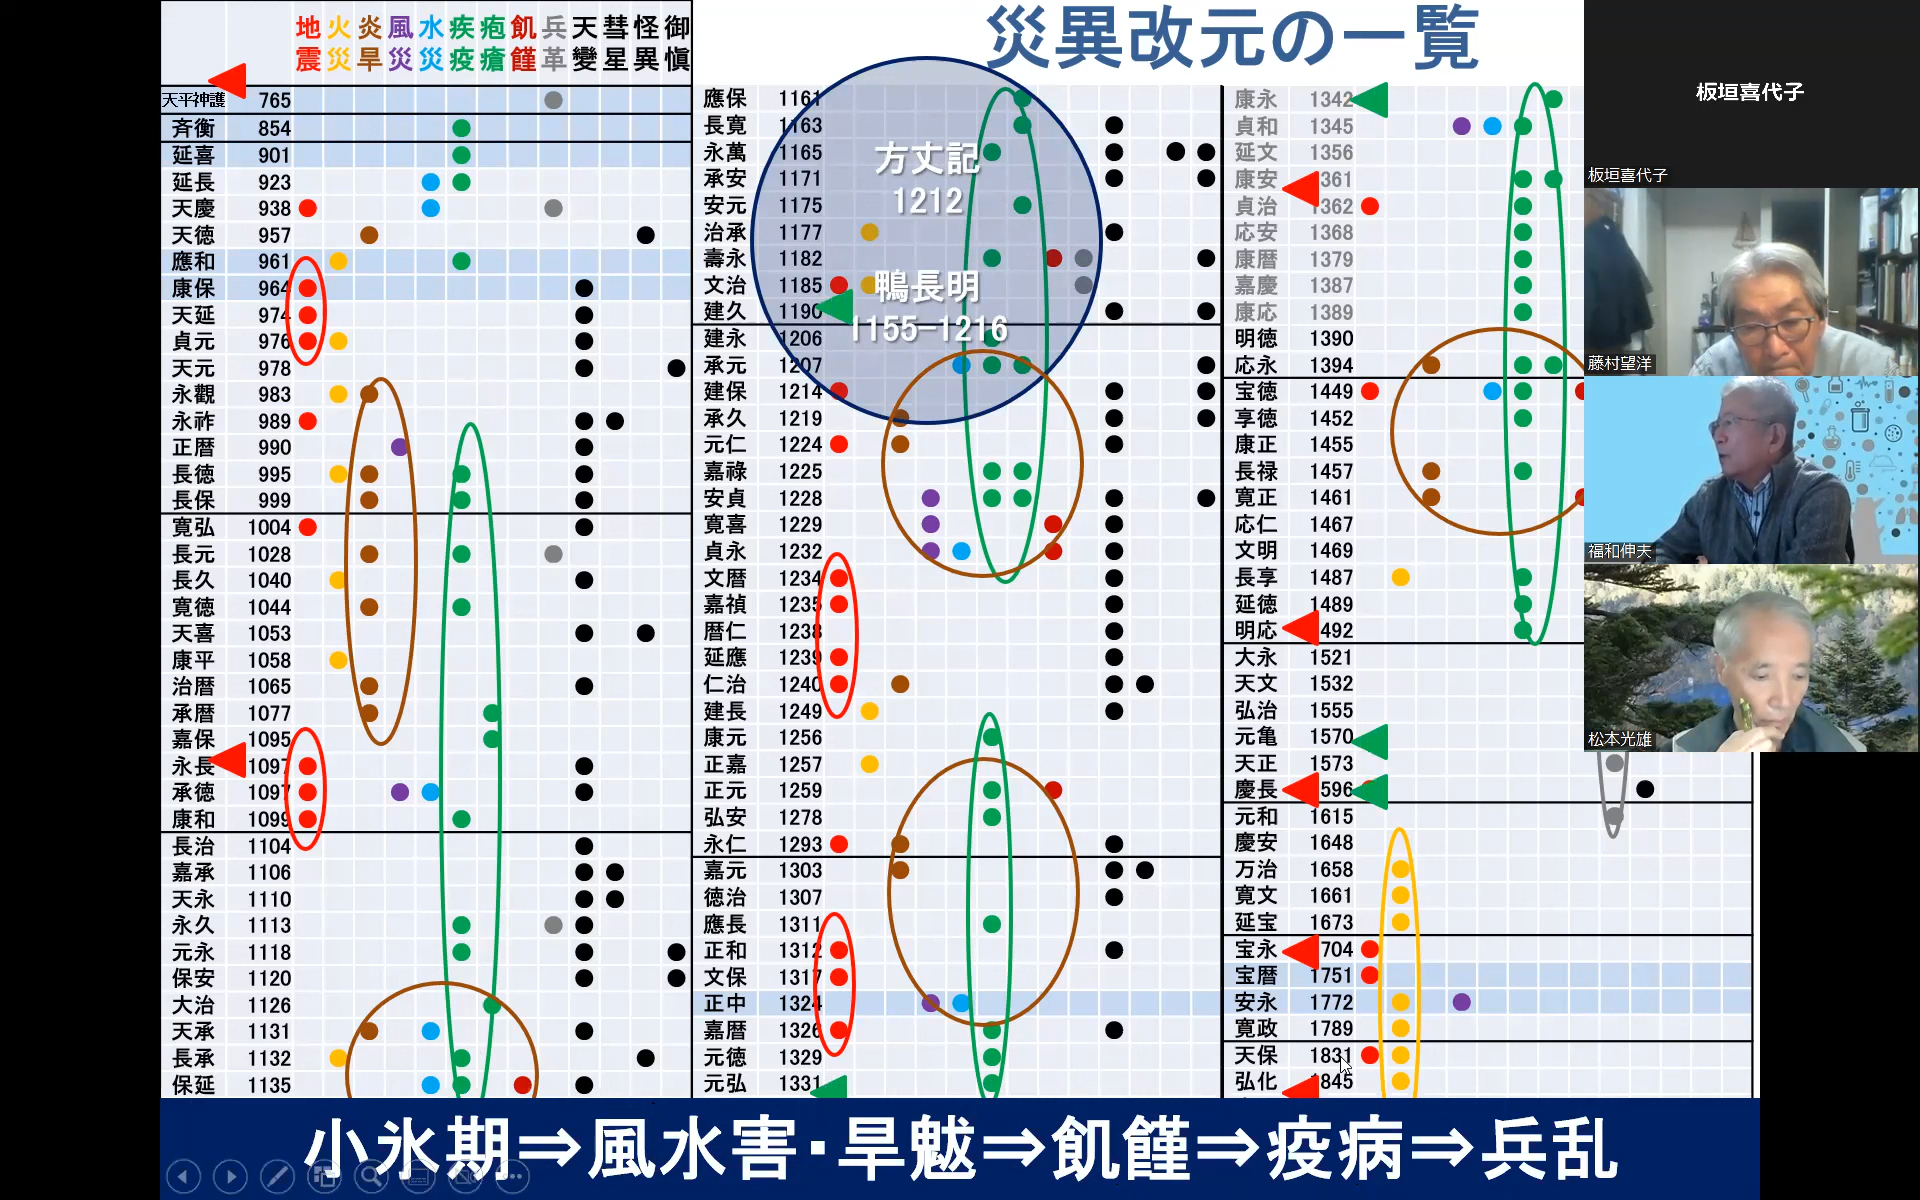 地震 火災 炎旱 風災 水災 疾疫 疱瘡 飢饉 兵革 天變 彗星 怪異 御慎
天平神護 765
斉衡 854
延喜 901
延長 923
天慶 938
天徳 957
應和 961
康保 964
天延 974
貞元 976
天元 978
永觀 983
永祚 989
正暦 990
長徳 995
長保 999
寛弘 1004
長元 1028
長久 1040
寛徳 1044
天喜 1053
康平 1058
治暦 1065
承暦 1077
嘉保 1095
永長 1097
承徳 1097
康和 1099
長治 1104
嘉承 1106
天永 1110
永久 1113
元永 1118
保安 1120
大治 1126
天承 1131
長承 1132
保延 1135
災異改元の一覧
應保 1161
長寛 1163
永萬 1165
承安 1171
安元 1175
治承 1177
壽永 1182
文治 1185
建久 1190
建永 1206
承元 1207
建保 1214
承久 1219
元仁 1224
嘉祿 1225
安貞 1228
寛喜 1229
貞永 1232
文暦 1234
嘉禎 1235
暦仁 1238
延應 1239
仁治 1240
建長 1249
康元 1256
正嘉 1257
正元 1259
弘安 1278
永仁 1293
嘉元 1303
徳治 1307
應長 1311
正和 1312
文保 1317
正中 1324
嘉暦 1326
元徳 1329
元弘 1331
方丈記
1212
鴨長明
1155-1216
康永 1342
貞和 1345
延文 1356
康安 361
貞治 1362
応安 1368
康暦 1379
嘉慶 1387
康応 1389
明徳 1390
応永 1394
宝徳 1449
享徳 1452
康正 1455
長禄 1457
寛正 1461
応仁 1467
文明 1469
長享 1487
延徳 1489
明応 492
大永 1521
天文 1532
弘治 1555
元亀 1570
天正 1573
慶長 596
元和 1615
慶安 1648
万治 1658
寛文 1661
延宝 1673
宝永 704
宝暦 1751
安永 1772
寛政 1789
天保 1831
弘化 1845
小氷期⇒風水害・旱魃⇒飢饉⇒疫病⇒兵乱
板垣喜代子
板垣喜代子
藤村望洋
福和伸夫
松本光雄